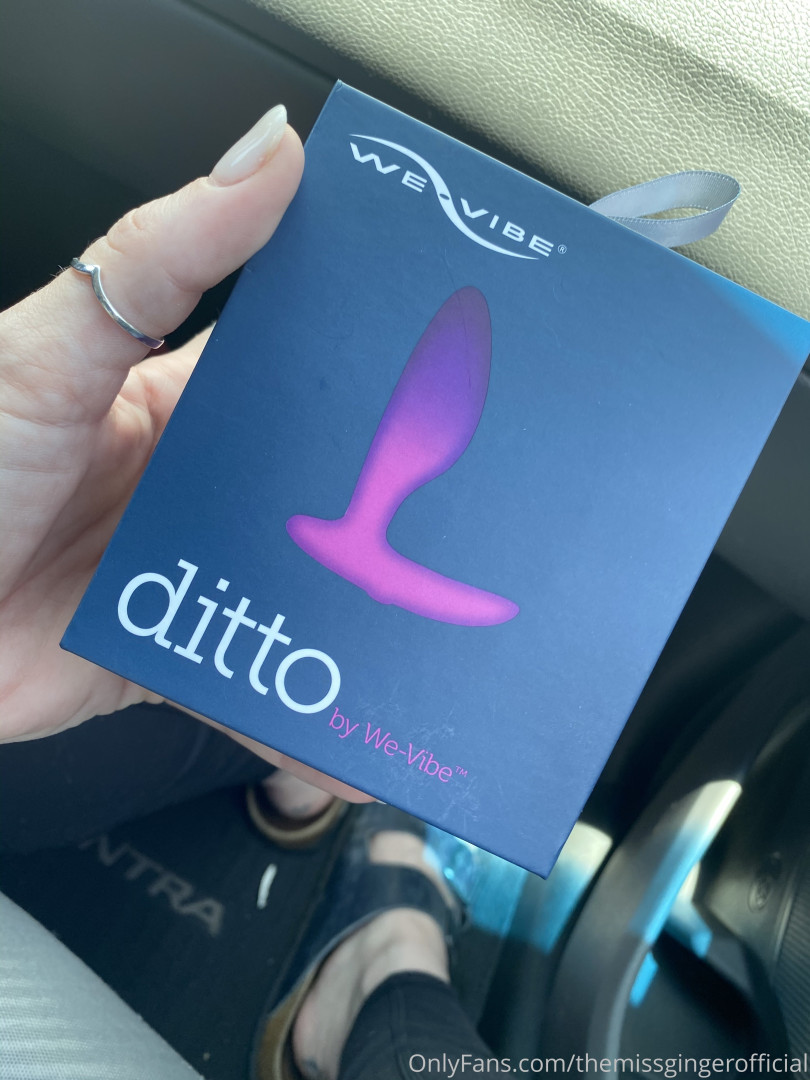 WE-VIBE®
ditto
by We-Vibe™
NTRA
OnlyFans.com/themissgingerofficial